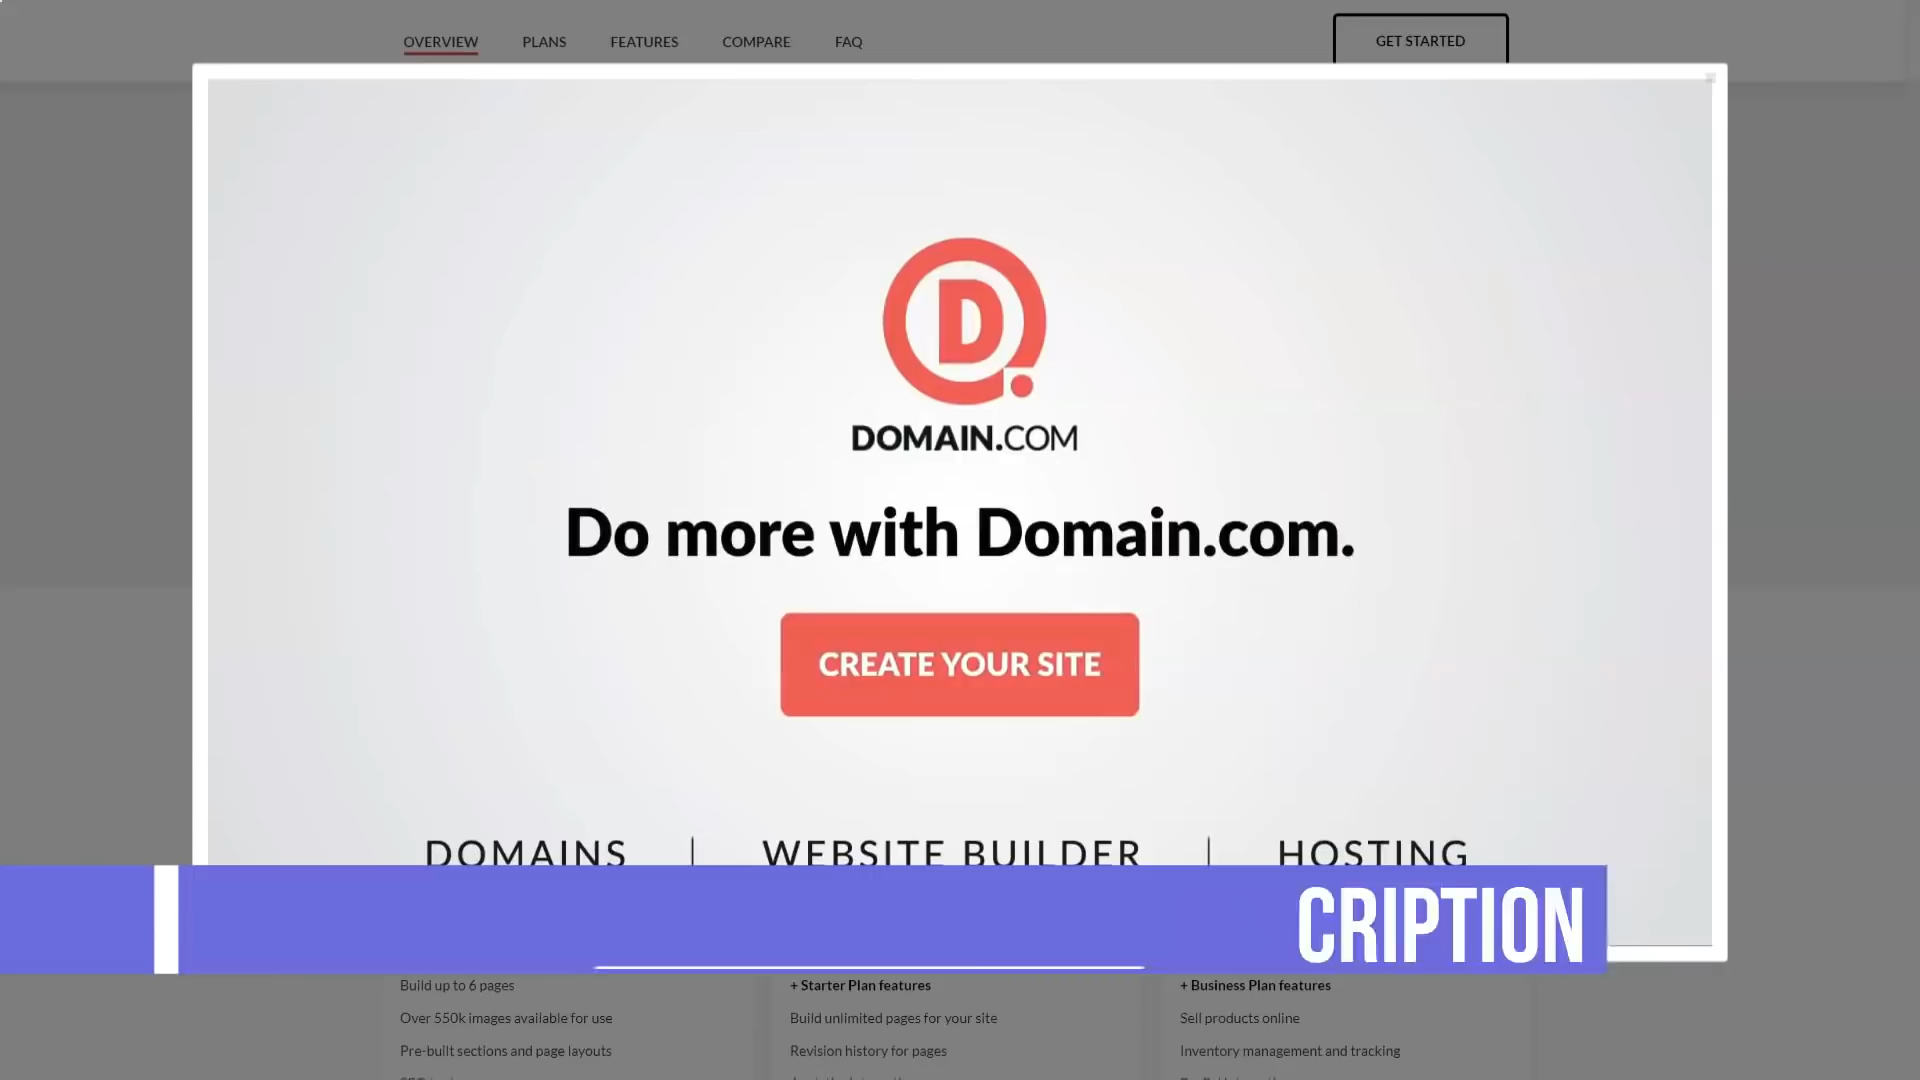 OVERVIEW PLANS FEATURES COMPARE FAQ GET STARTED
D
DOMAIN.COM
Do more with Domain.com.
CREATE YOUR SITE
DOMAINS | WEBSITE BUILDER | HOSTING
CRIPTION
Build up to 6 pages
Over 550k images available for use
Pre-built sections and page layouts
+ Starter Plan features
Build unlimited pages for your site
Revision history for pages
+ Business Plan features
Sell products online
Inventory management and tracking